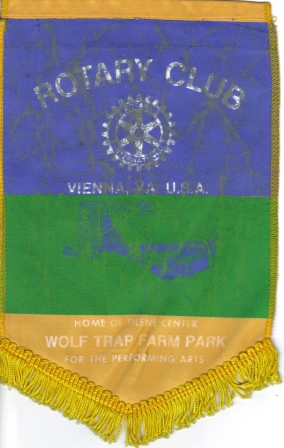 ROTARY CLUB
VIENNA, VA. U.S.A.
HOME OF FILENE CENTER
WOLF TRAP FARM PARK
FOR THE PERFORMING ARTS